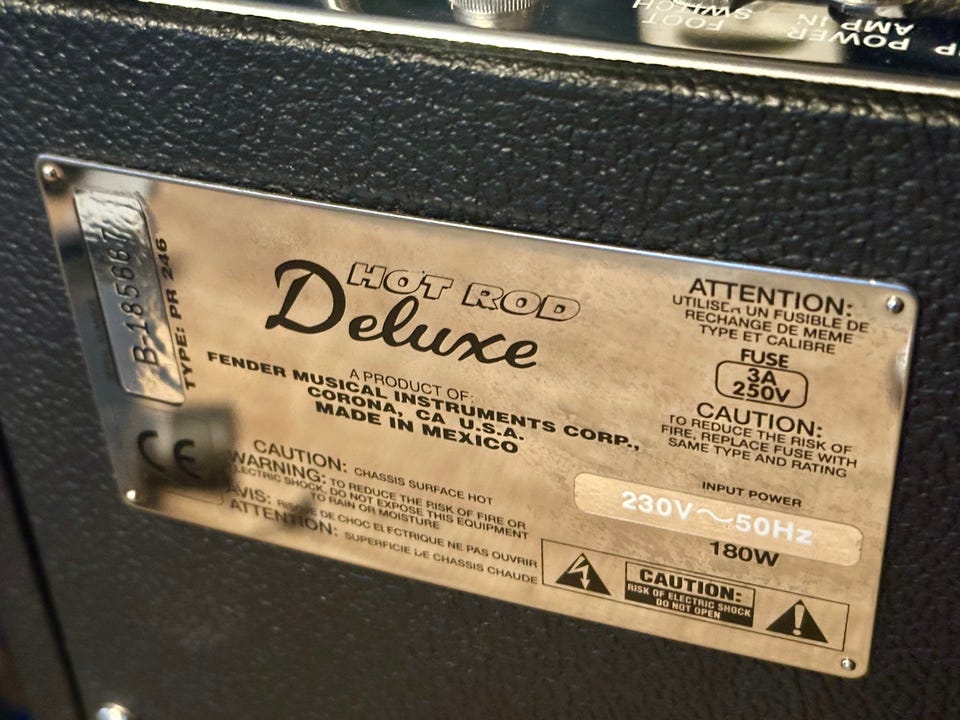 FOOT
SWITCH
POWER
AMP IN
B-185667
TYPE: PR 246
HOT ROD
Deluxe
A PRODUCT OF:
FENDER MUSICAL INSTRUMENTS CORP.,
CORONA, CA U.S.A.
MADE IN MEXICO
CE
CAUTION: CHASSIS SURFACE HOT
WARNING: TO REDUCE THE RISK OF FIRE OR
ELECTRIC SHOCK, DO NOT EXPOSE THIS EQUIPMENT
TO RAIN OR MOISTURE
AVIS: RISQUE DE CHOC ELECTRIQUE NE PAS OUVRIR
ATTENTION: SUPERFICIE DE CHASSIS CHAUDE
ATTENTION:
UTILISER UN FUSIBLE DE
RECHANGE DE MEME
TYPE ET CALIBRE
FUSE
3A
250V
CAUTION:
TO REDUCE THE RISK OF
FIRE, REPLACE FUSE WITH
SAME TYPE AND RATING
INPUT POWER
230V～50Hz
180W
CAUTION:
RISK OF ELECTRIC SHOCK
DO NOT OPEN